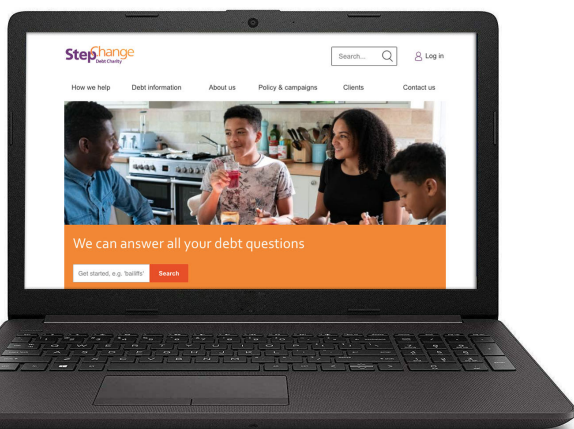 StepChange
Debt Charity
Search...
Log in
How we help Debt information About us Policy & campaigns Clients Contact us
We can answer all your debt questions
Get started, e.g. 'bailiffs' Search